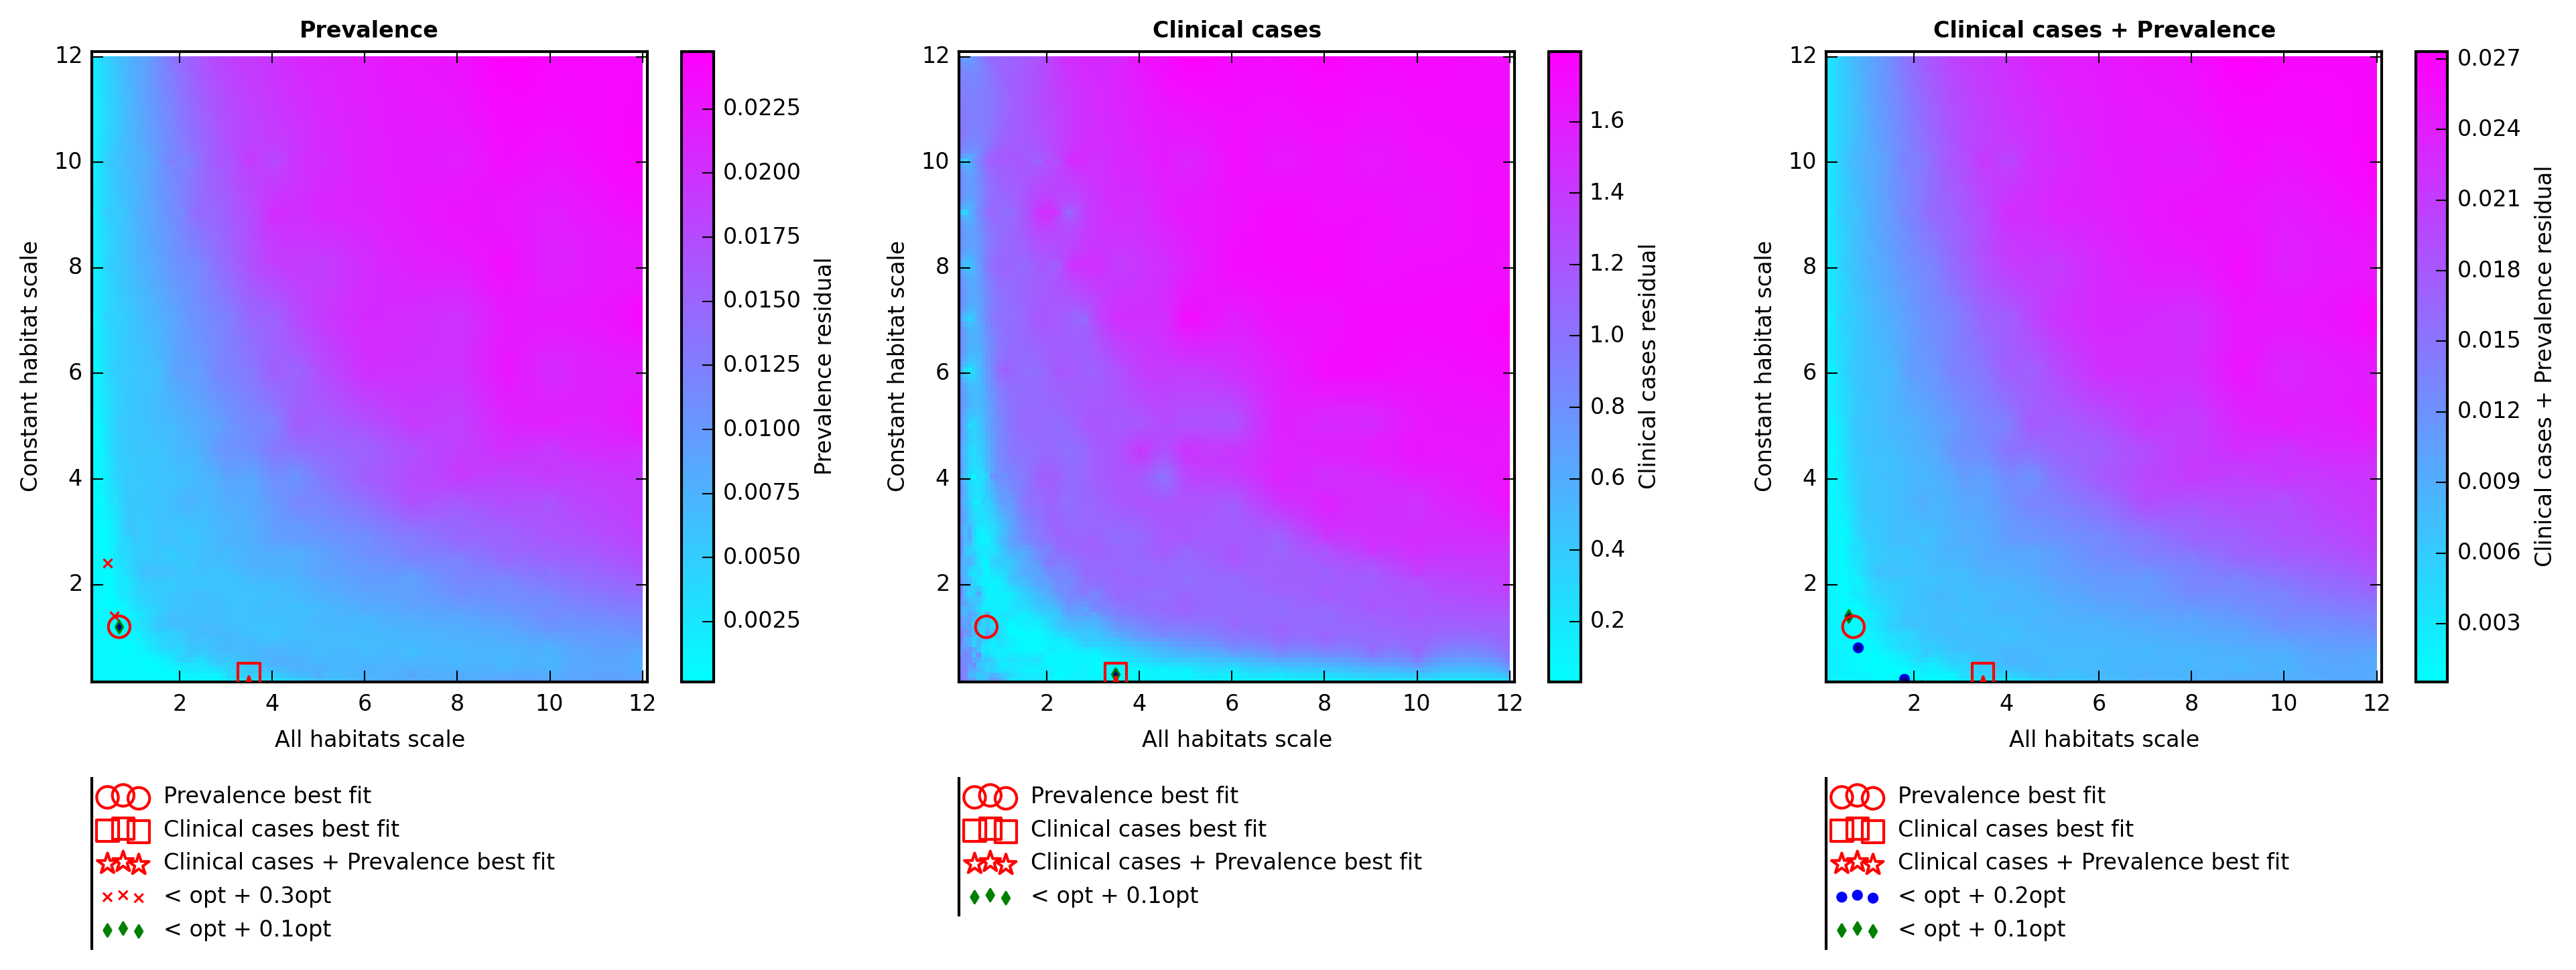 Prevalence
12
10
8
6
4
2
2 4 6 8 10 12
Constant habitat scale
All habitats scale
0.0225
0.0200
0.0175
0.0150
0.0125
0.0100
0.0075
0.0050
0.0025
Prevalence residual
Prevalence best fit
Clinical cases best fit
Clinical cases + Prevalence best fit
< opt + 0.3opt
< opt + 0.1opt
Clinical cases
12
10
8
6
4
2
2 4 6 8 10 12
Constant habitat scale
All habitats scale
1.6
1.4
1.2
1.0
0.8
0.6
0.4
0.2
Clinical cases residual
Prevalence best fit
Clinical cases best fit
Clinical cases + Prevalence best fit
< opt + 0.1opt
Clinical cases + Prevalence
12
10
8
6
4
2
2 4 6 8 10 12
Constant habitat scale
All habitats scale
0.027
0.024
0.021
0.018
0.015
0.012
0.009
0.006
0.003
Clinical cases + Prevalence residual
Prevalence best fit
Clinical cases best fit
Clinical cases + Prevalence best fit
< opt + 0.2opt
< opt + 0.1opt